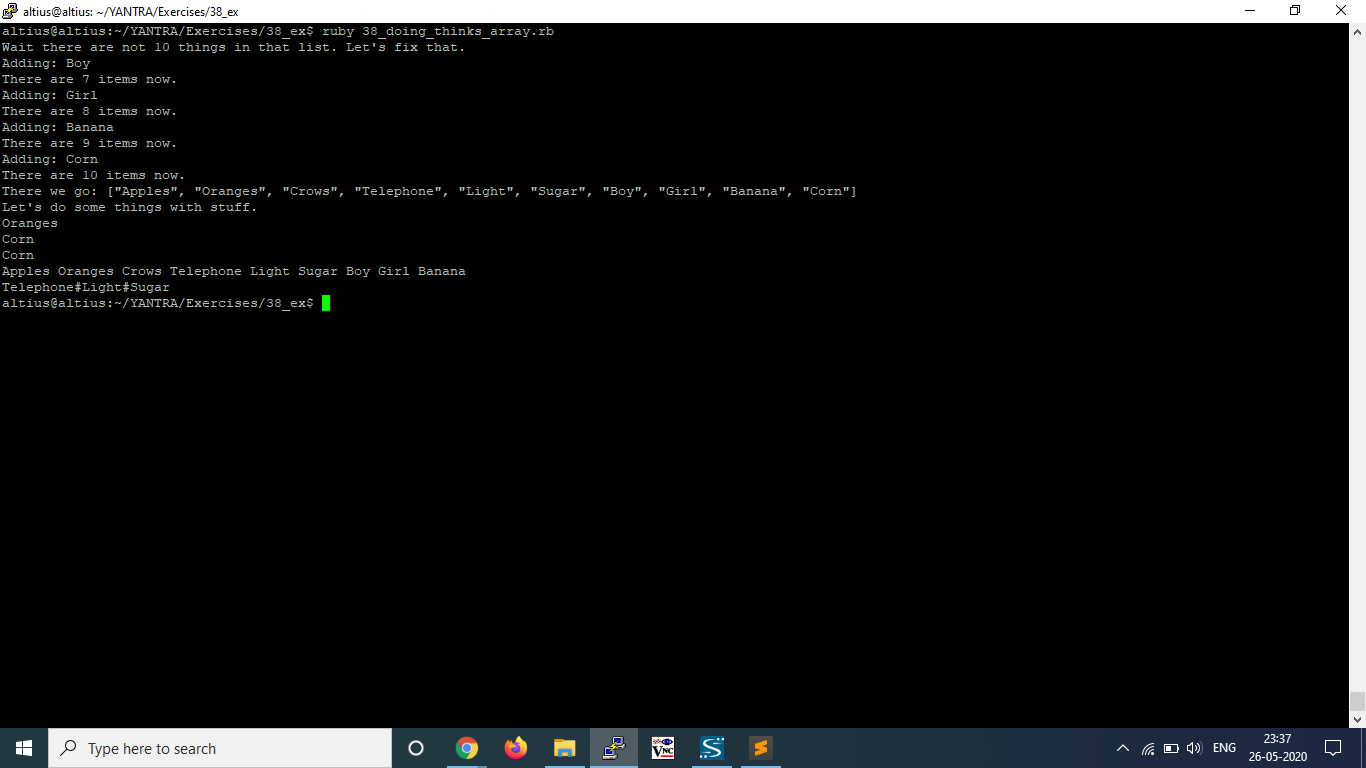 altius@altius: ~/YANTRA/Exercises/38_ex
altius@altius:~/YANTRA/Exercises/38_ex$ ruby 38_doing_thinks_array.rb
Wait there are not 10 things in that list. Let's fix that.
Adding: Boy
There are 7 items now.
Adding: Girl
There are 8 items now.
Adding: Banana
There are 9 items now.
Adding: Corn
There are 10 items now.
There we go: ["Apples", "Oranges", "Crows", "Telephone", "Light", "Sugar", "Boy", "Girl", "Banana", "Corn"]
Let's do some things with stuff.
Oranges
Corn
Corn
Apples Oranges Crows Telephone Light Sugar Boy Girl Banana
Telephone#Light#Sugar
altius@altius:~/YANTRA/Exercises/38_ex$
Type here to search
VNC
S
ENG
23:37
26-05-2020